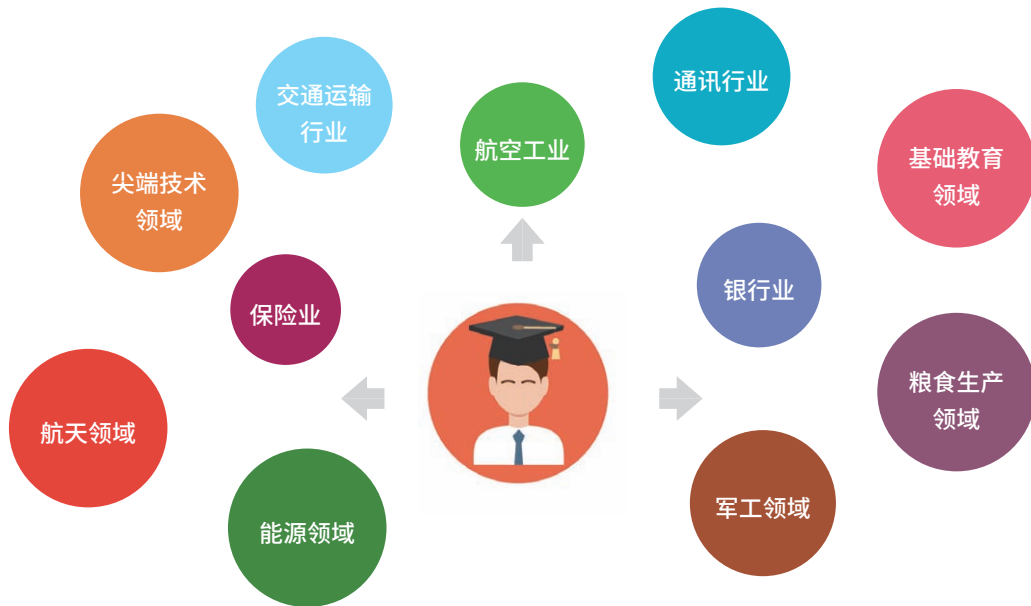 交通运输
行业
航空工业
通讯行业
尖端技术
领域
基础教育
领域
保险业
银行业
航天领域
粮食生产
领域
能源领域
军工领域